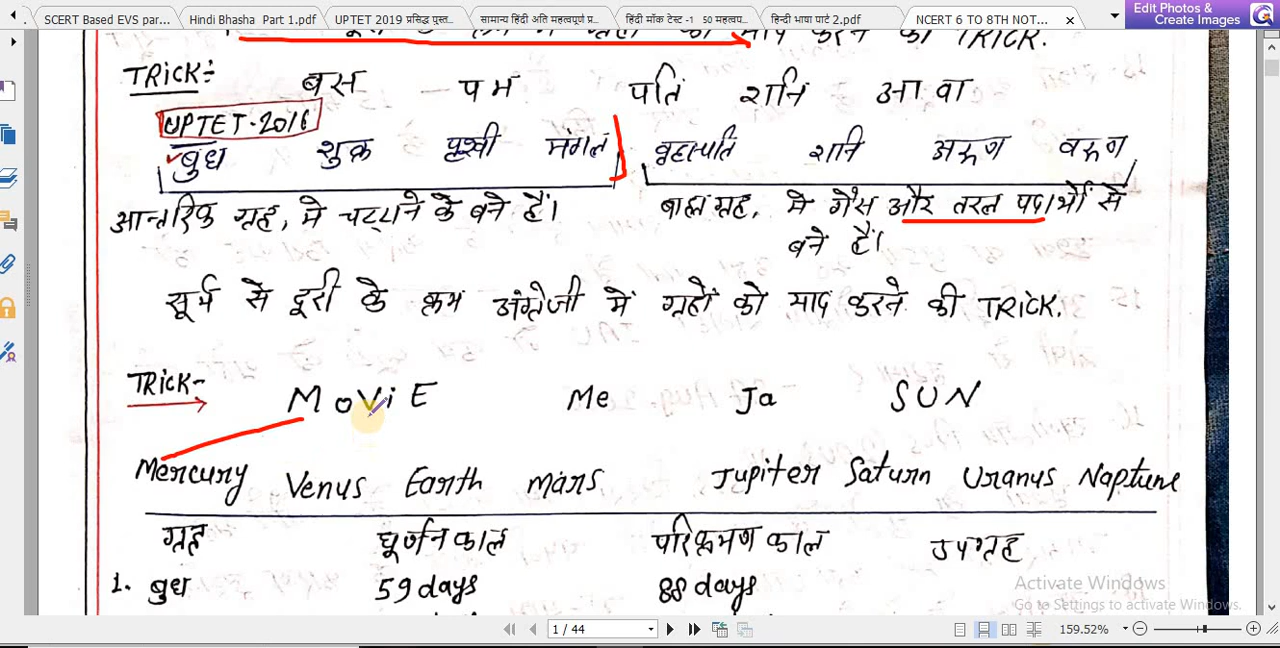 SCERT Based EVS par...
Hindi Bhasha Part 1.pdf
UPTET 2019 प्रसिद्ध पुस्त...
सामान्य हिंदी अति महत्वपूर्ण प्र...
हिंदी मॉक टेस्ट -1 50 महत्वप...
हिन्दी भाषा पार्ट 2.pdf
NCERT 6 TO 8TH NOT...
Edit Photos &
Create Images
याद करने की TRICK.
TRICK:- बस पम पति शनि आवा
UPTET-2016
बुध शुक्र पृथ्वी मंगल बृहस्पति शनि अरूण वरूण
आन्तरिक ग्रह, ये चट्टाने के बने हैं। बाह्य ग्रह, ये गैस और तरल पदार्थो से
बने हैं।
सूर्य से दूरी के क्रम अंग्रेजी में ग्रहों को याद करने की TRICK.
TRICK- MoViE Me Ja SUN
Mercury Venus Earth Mars Jupiter Saturn Uranus Naptune
ग्रह घूर्णन काल परिक्रमण काल उपग्रह
1. बुध 59 days 88 days
Activate Windows
Go to Settings to activate Windows.
1 / 44
159.52%